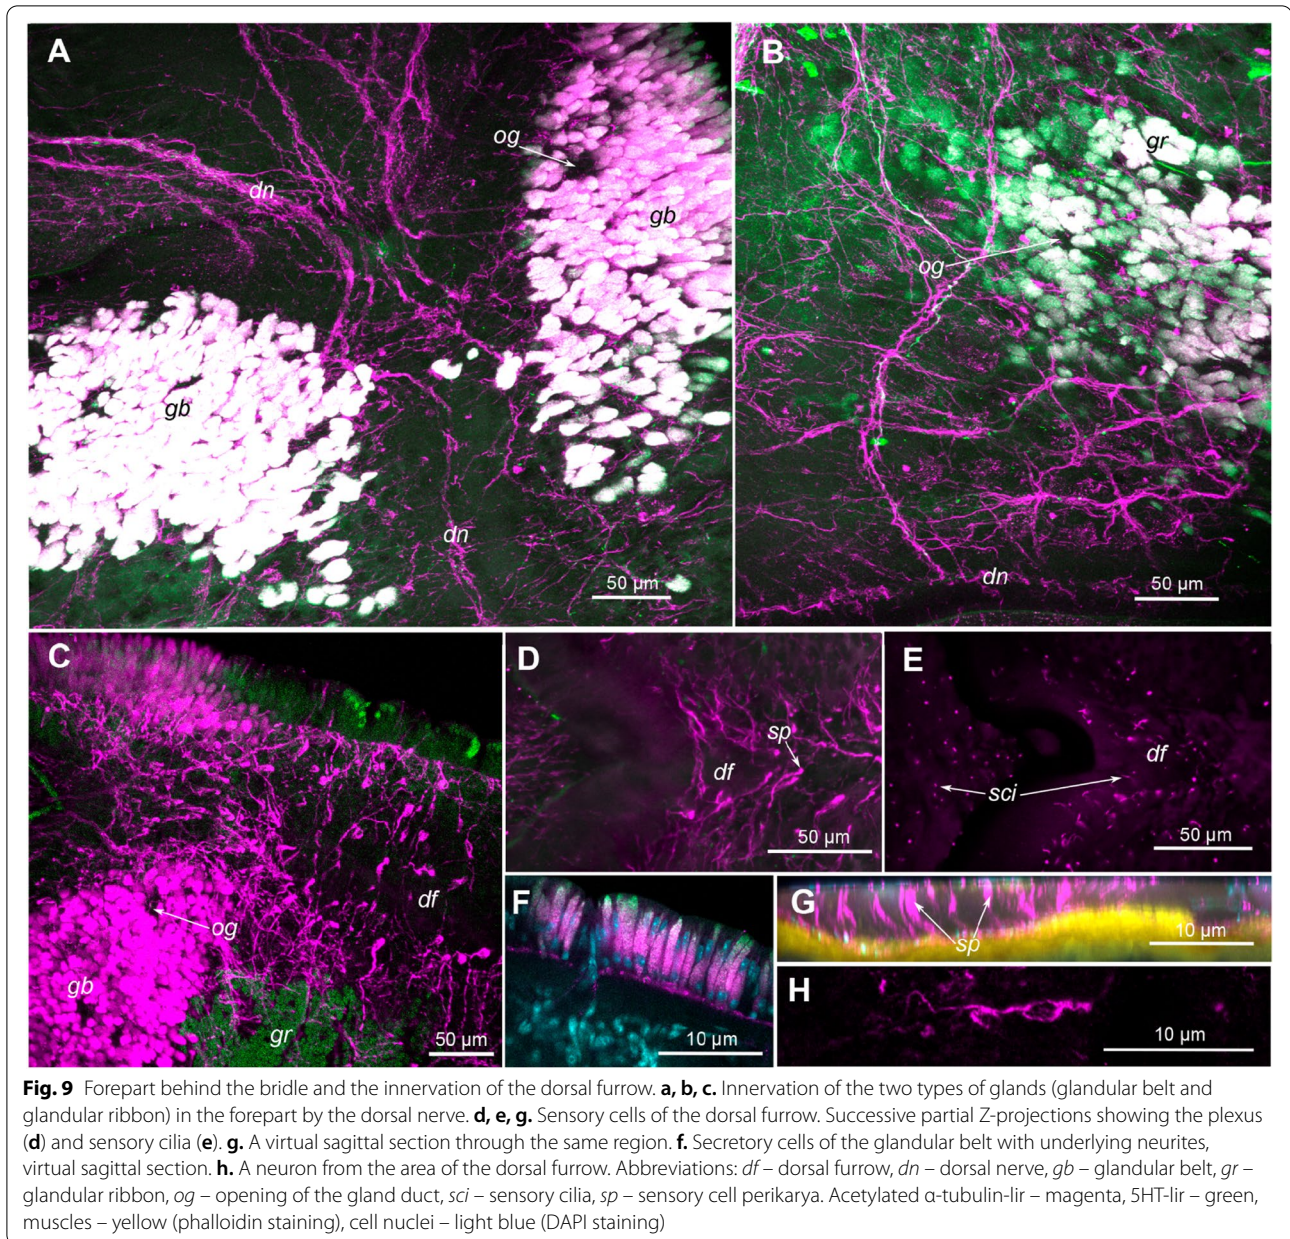 A
og
dn
gb
gb
dn
50 µm
B
gr
og
dn
50 µm
C
og
gb
gr
df
50 µm
D
sp
df
50 µm
E
df
sci
50 µm
F
10 µm
G
sp
10 µm
H
10 µm
Fig. 9 Forepart behind the bridle and the innervation of the dorsal furrow. a, b, c. Innervation of the two types of glands (glandular belt and
glandular ribbon) in the forepart by the dorsal nerve. d, e, g. Sensory cells of the dorsal furrow. Successive partial Z-projections showing the plexus
(d) and sensory cilia (e). g. A virtual sagittal section through the same region. f. Secretory cells of the glandular belt with underlying neurites,
virtual sagittal section. h. A neuron from the area of the dorsal furrow. Abbreviations: df – dorsal furrow, dn – dorsal nerve, gb – glandular belt, gr –
glandular ribbon, og – opening of the gland duct, sci – sensory cilia, sp – sensory cell perikarya. Acetylated α-tubulin-lir – magenta, 5HT-lir – green,
muscles – yellow (phalloidin staining), cell nuclei – light blue (DAPI staining)